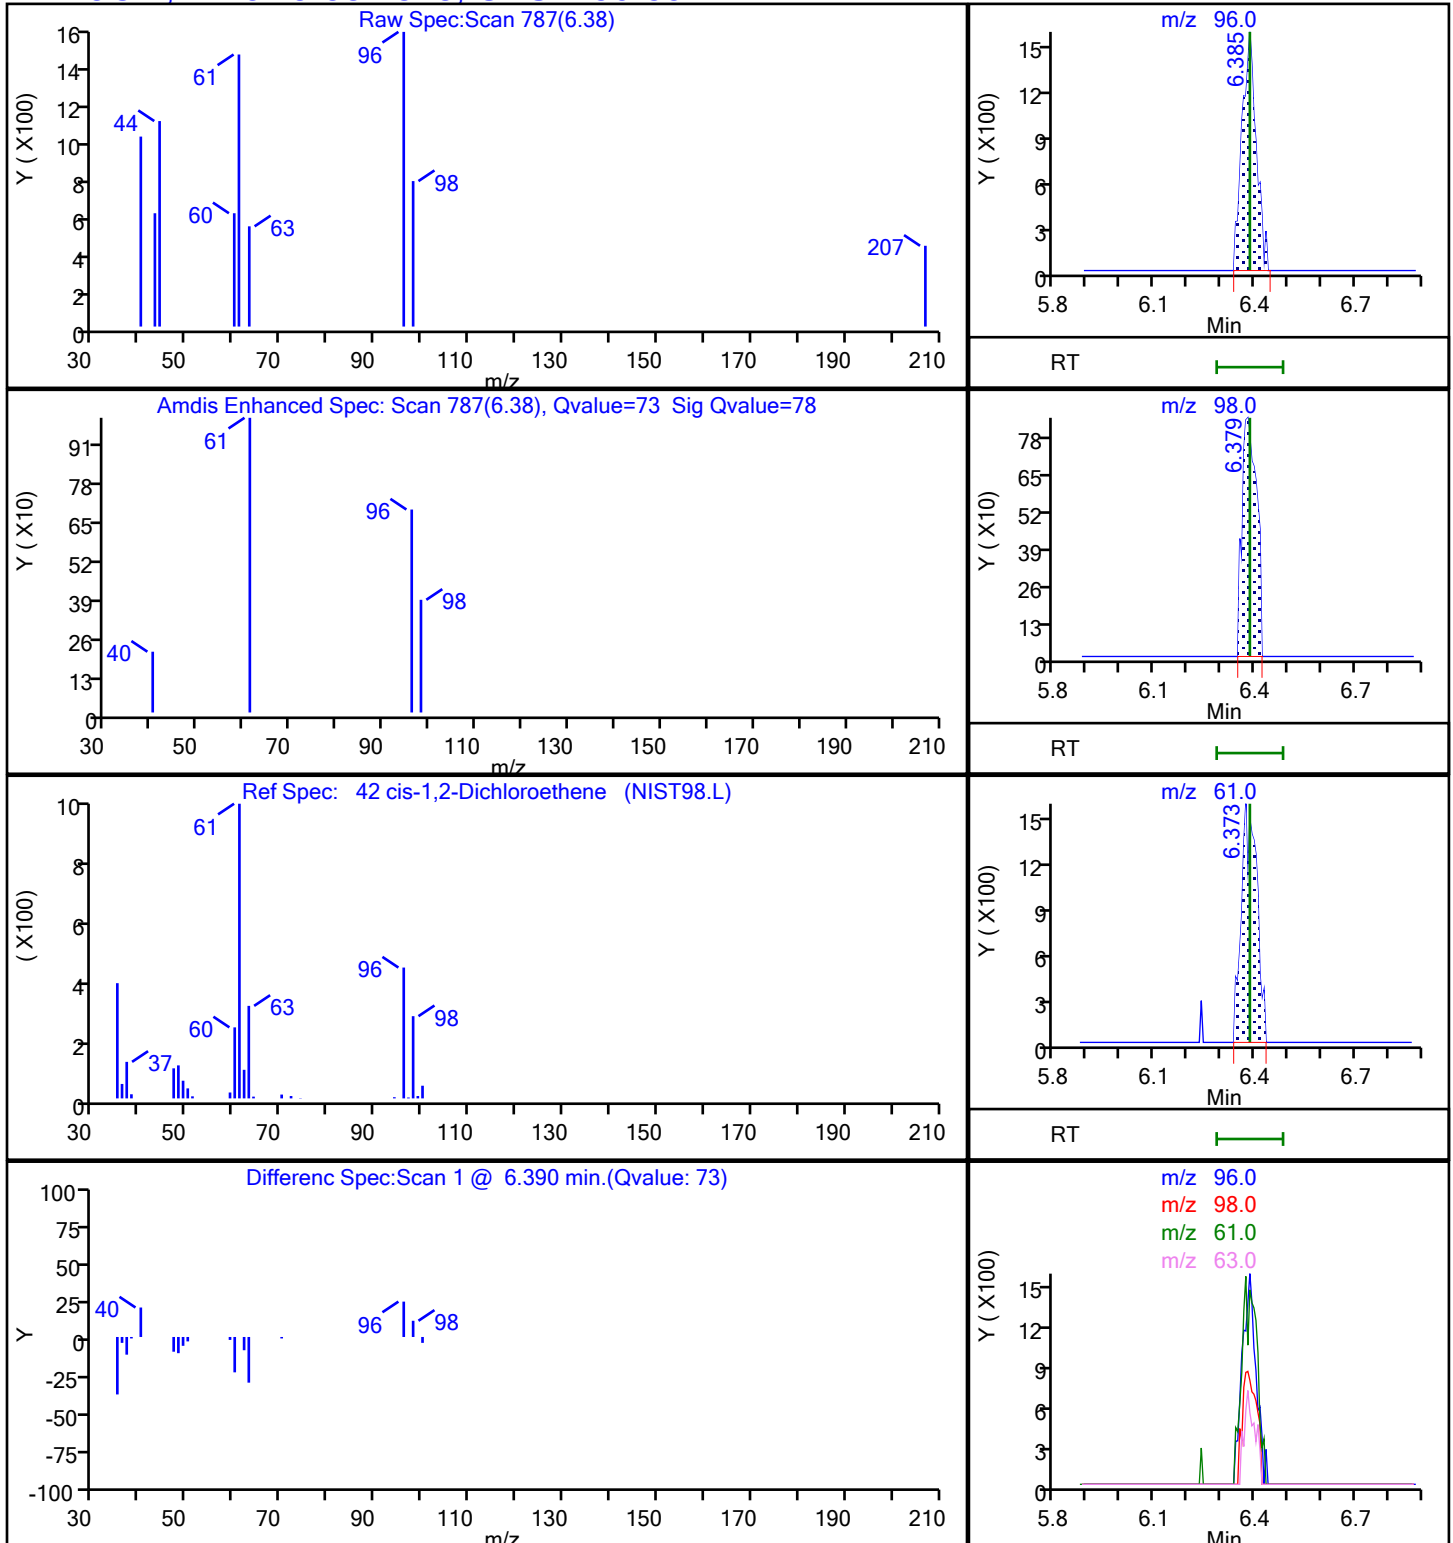 Raw Spec:Scan 787(6.38)
Y ( X100)
16
14
12
10
8
6
4
2
0
96
61
44
60
63
98
207
30 50 70 90 110 130 150 170 190 210
m/z
m/z 96.0
Y ( X100)
15
12
9
6
3
0
6.385
5.8 6.1 6.4 6.7
Min
RT
Amdis Enhanced Spec: Scan 787(6.38), Qvalue=73 Sig Qvalue=78
Y ( X10)
91
78
65
52
39
26
13
0
61
96
98
40
30 50 70 90 110 130 150 170 190 210
m/z
m/z 98.0
Y ( X10)
78
65
52
39
26
13
0
6.379
5.8 6.1 6.4 6.7
Min
RT
Ref Spec: 42 cis-1,2-Dichloroethene (NIST98.L)
( X100)
10
8
6
4
2
0
61
96
63
98
60
37
30 50 70 90 110 130 150 170 190 210
m/z
m/z 61.0
Y ( X100)
15
12
9
6
3
0
6.373
5.8 6.1 6.4 6.7
Min
RT
Differenc Spec:Scan 1 @ 6.390 min.(Qvalue: 73)
Y
100
75
50
25
0
-25
-50
-75
-100
40
96
98
30 50 70 90 110 130 150 170 190 210
m/z
m/z 96.0
m/z 98.0
m/z 61.0
m/z 63.0
Y ( X100)
15
12
9
6
3
0
5.8 6.1 6.4 6.7
Min